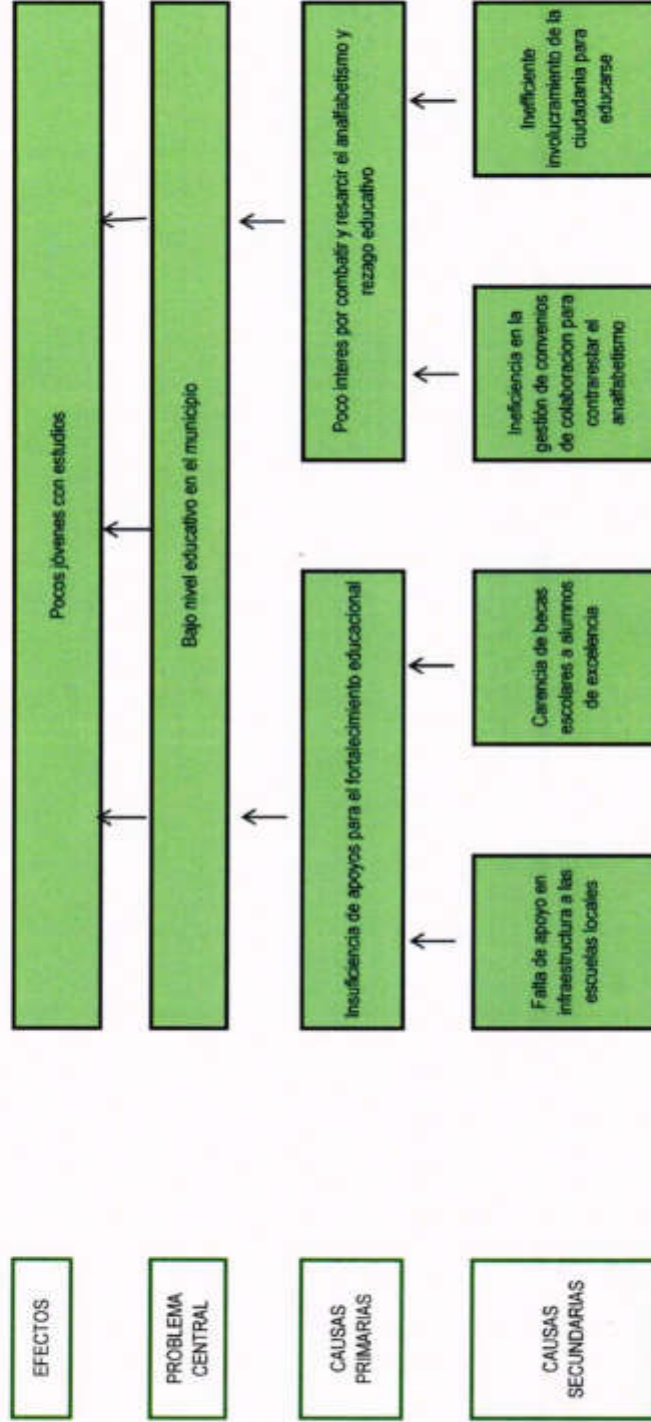 EFECTOS
Pocos jóvenes con estudios
PROBLEMA
CENTRAL
Bajo nivel educativo en el municipio
CAUSAS
PRIMARIAS
Insuficiencia de apoyos para el fortalecimiento educacional
Poco interes por combatir y resarcir el analfabetismo y
rezago educativo
CAUSAS
SECUNDARIAS
Falta de apoyo en
infraestructura a las
escuelas locales
Carencia de becas
escolares a alumnos
de excelencia
Ineficiencia en la
gestión de convenios
de colaboracion para
contrarestar el
analfabetismo
Inefficiente
involucramiento de la
ciudadania para
educarse